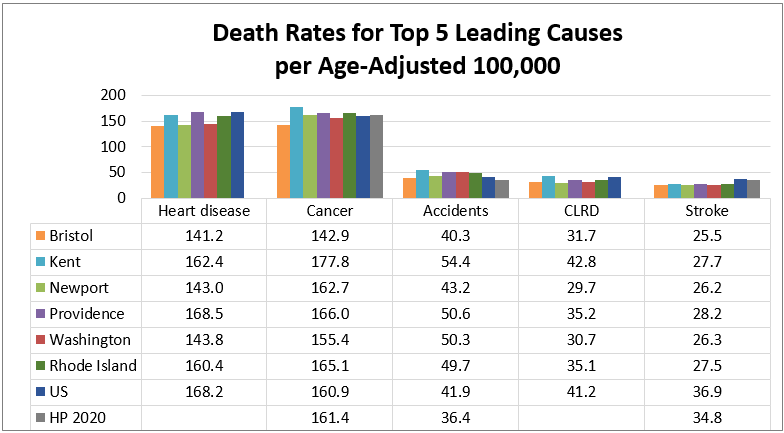 Death Rates for Top 5 Leading Causes
per Age-Adjusted 100,000
200
150
100
50
0
Heart disease Cancer Accidents CLRD Stroke
Bristol 141.2 142.9 40.3 31.7 25.5
Kent 162.4 177.8 54.4 42.8 27.7
Newport 143.0 162.7 43.2 29.7 26.2
Providence 168.5 166.0 50.6 35.2 28.2
Washington 143.8 155.4 50.3 30.7 26.3
Rhode Island 160.4 165.1 49.7 35.1 27.5
US 168.2 160.9 41.9 41.2 36.9
HP 2020 161.4 36.4 34.8